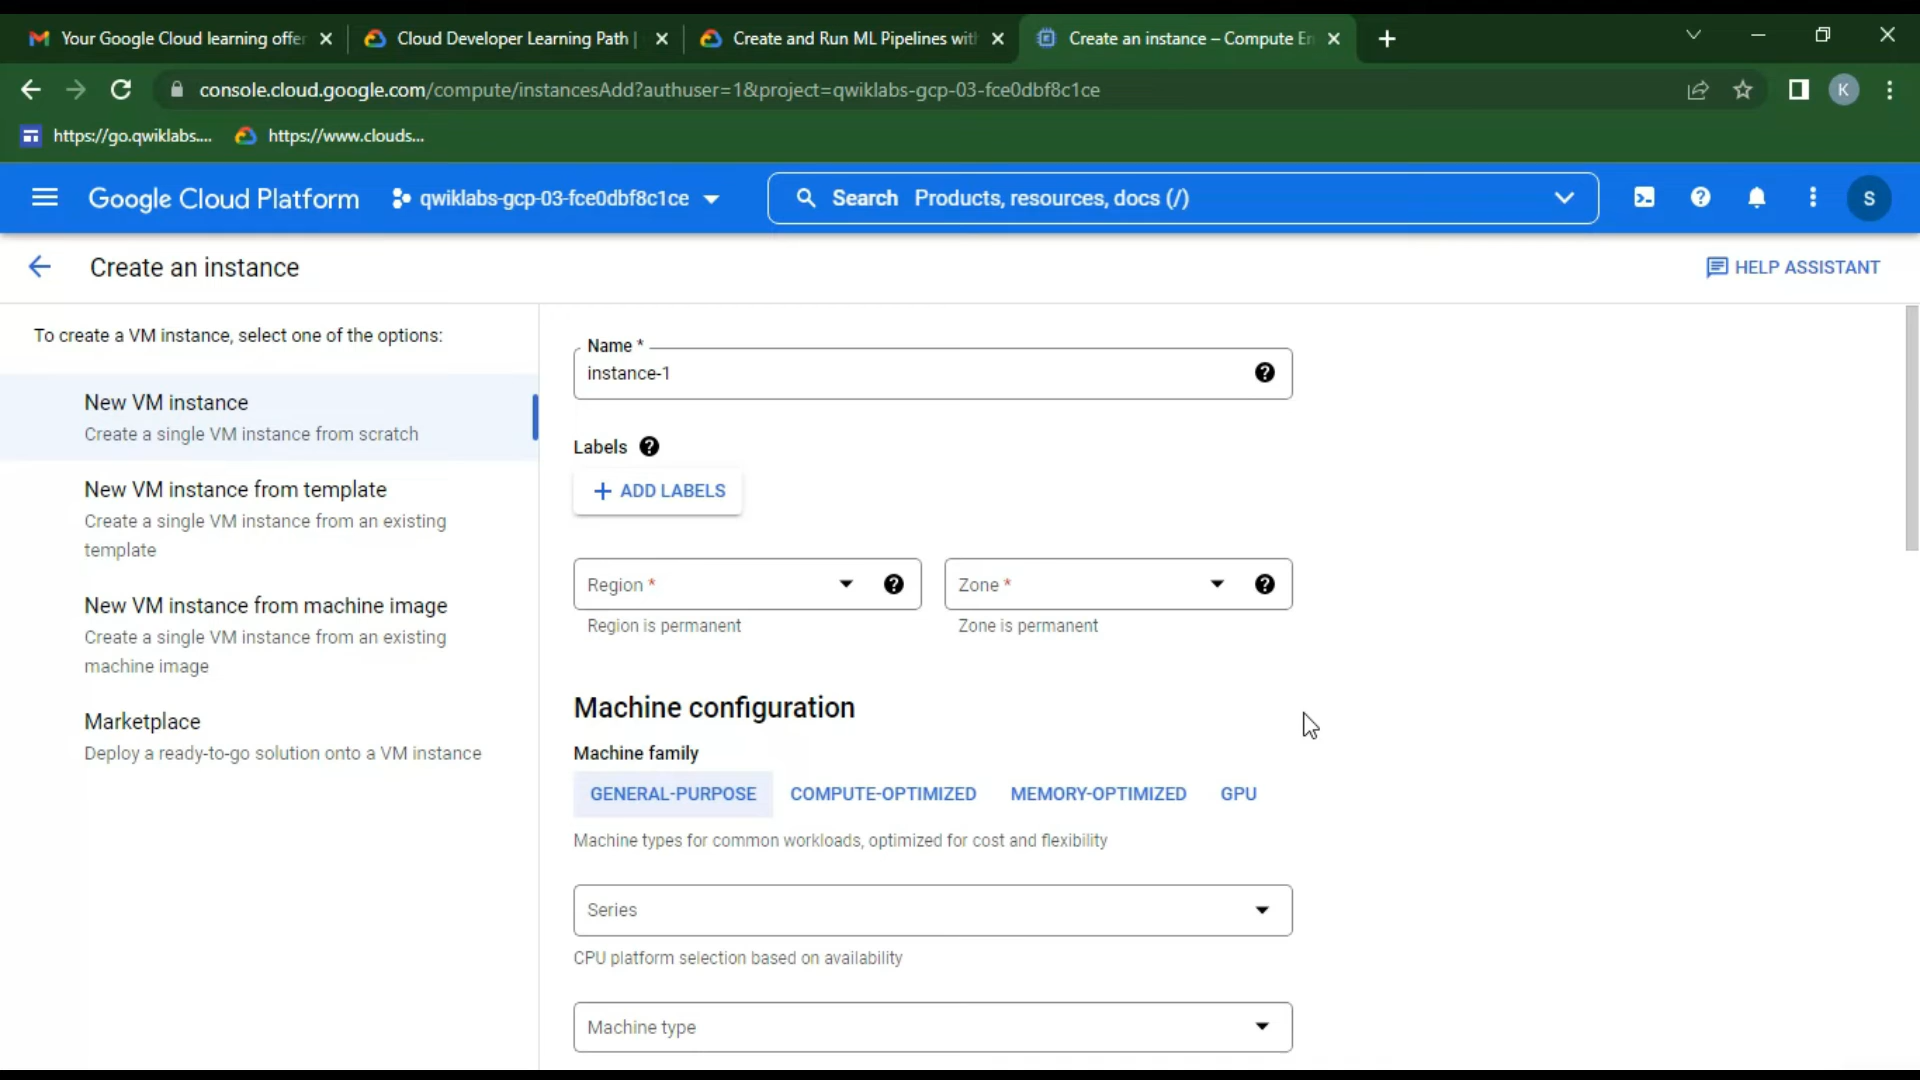 Your Google Cloud learning offer
Cloud Developer Learning Path |
Create and Run ML Pipelines with
Create an instance – Compute En
console.cloud.google.com/compute/instancesAdd?authuser=1&project=qwiklabs-gcp-03-fce0dbf8c1ce
K
https://go.qwiklabs....
https://www.clouds...
Google Cloud Platform
qwiklabs-gcp-03-fce0dbf8c1ce
Search Products, resources, docs (/)
S
Create an instance
HELP ASSISTANT
To create a VM instance, select one of the options:
New VM instance
Create a single VM instance from scratch
New VM instance from template
Create a single VM instance from an existing
template
New VM instance from machine image
Create a single VM instance from an existing
machine image
Marketplace
Deploy a ready-to-go solution onto a VM instance
Name *
instance-1
Labels
+ ADD LABELS
Region *
Zone *
Region is permanent
Zone is permanent
Machine configuration
Machine family
GENERAL-PURPOSE COMPUTE-OPTIMIZED MEMORY-OPTIMIZED GPU
Machine types for common workloads, optimized for cost and flexibility
Series
CPU platform selection based on availability
Machine type